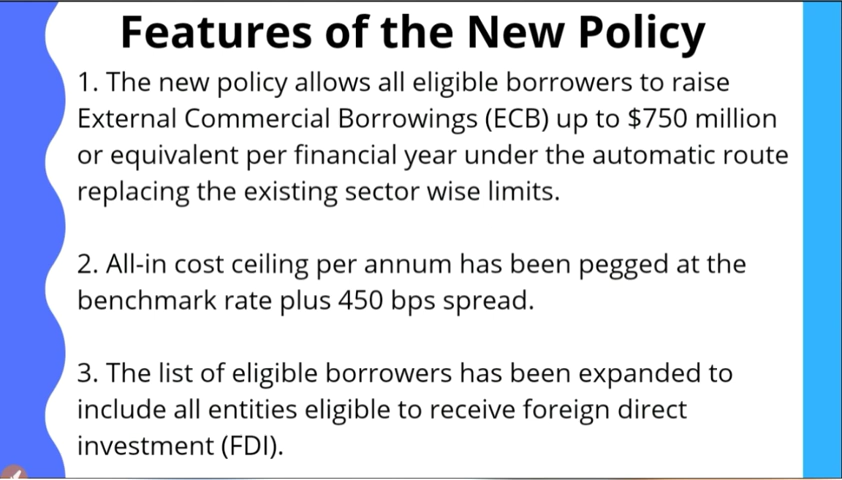 Features of the New Policy
1. The new policy allows all eligible borrowers to raise
External Commercial Borrowings (ECB) up to $750 million
or equivalent per financial year under the automatic route
replacing the existing sector wise limits.
2. All-in cost ceiling per annum has been pegged at the
benchmark rate plus 450 bps spread.
3. The list of eligible borrowers has been expanded to
include all entities eligible to receive foreign direct
investment (FDI).